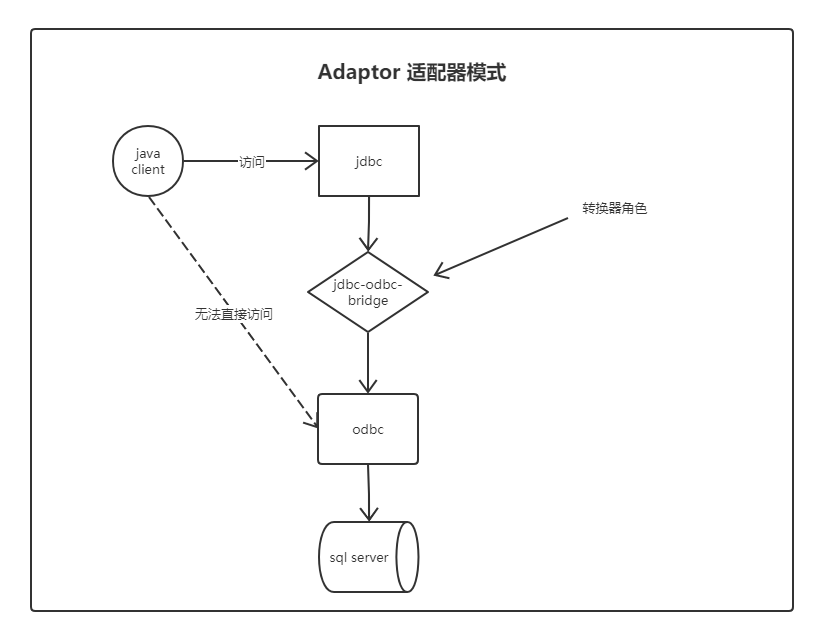 Adaptor 适配器模式
java
client
访问
jdbc
转换器角色
jdbc-odbc-
bridge
无法直接访问
odbc
sql server